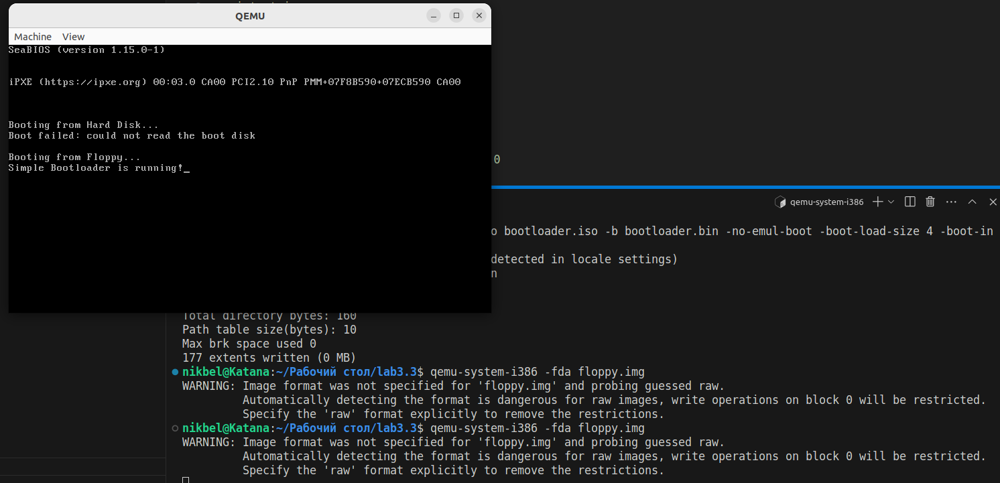 QEMU
Machine View
SeaBIOS (version 1.15.0-1)
iPXE (https://ipxe.org) 00:03.0 CA00 PCI2.10 PnP PMM+07F8B590+07ECB590 CA00
Booting from Hard Disk...
Boot failed: could not read the boot disk
Booting from Floppy...
Simple Bootloader is running!_
0
qemu-system-i386
o bootloader.iso -b bootloader.bin -no-emul-boot -boot-load-size 4 -boot-in
detected in locale settings)
n
Total directory bytes: 160
Path table size(bytes): 10
Max brk space used 0
177 extents written (0 MB)
nikbel@Katana:~/Рабочий стол/lab3.3$ qemu-system-i386 -fda floppy.img
WARNING: Image format was not specified for 'floppy.img' and probing guessed raw.
Automatically detecting the format is dangerous for raw images, write operations on block 0 will be restricted.
Specify the 'raw' format explicitly to remove the restrictions.
nikbel@Katana:~/Рабочий стол/lab3.3$ qemu-system-i386 -fda floppy.img
WARNING: Image format was not specified for 'floppy.img' and probing guessed raw.
Automatically detecting the format is dangerous for raw images, write operations on block 0 will be restricted.
Specify the 'raw' format explicitly to remove the restrictions.